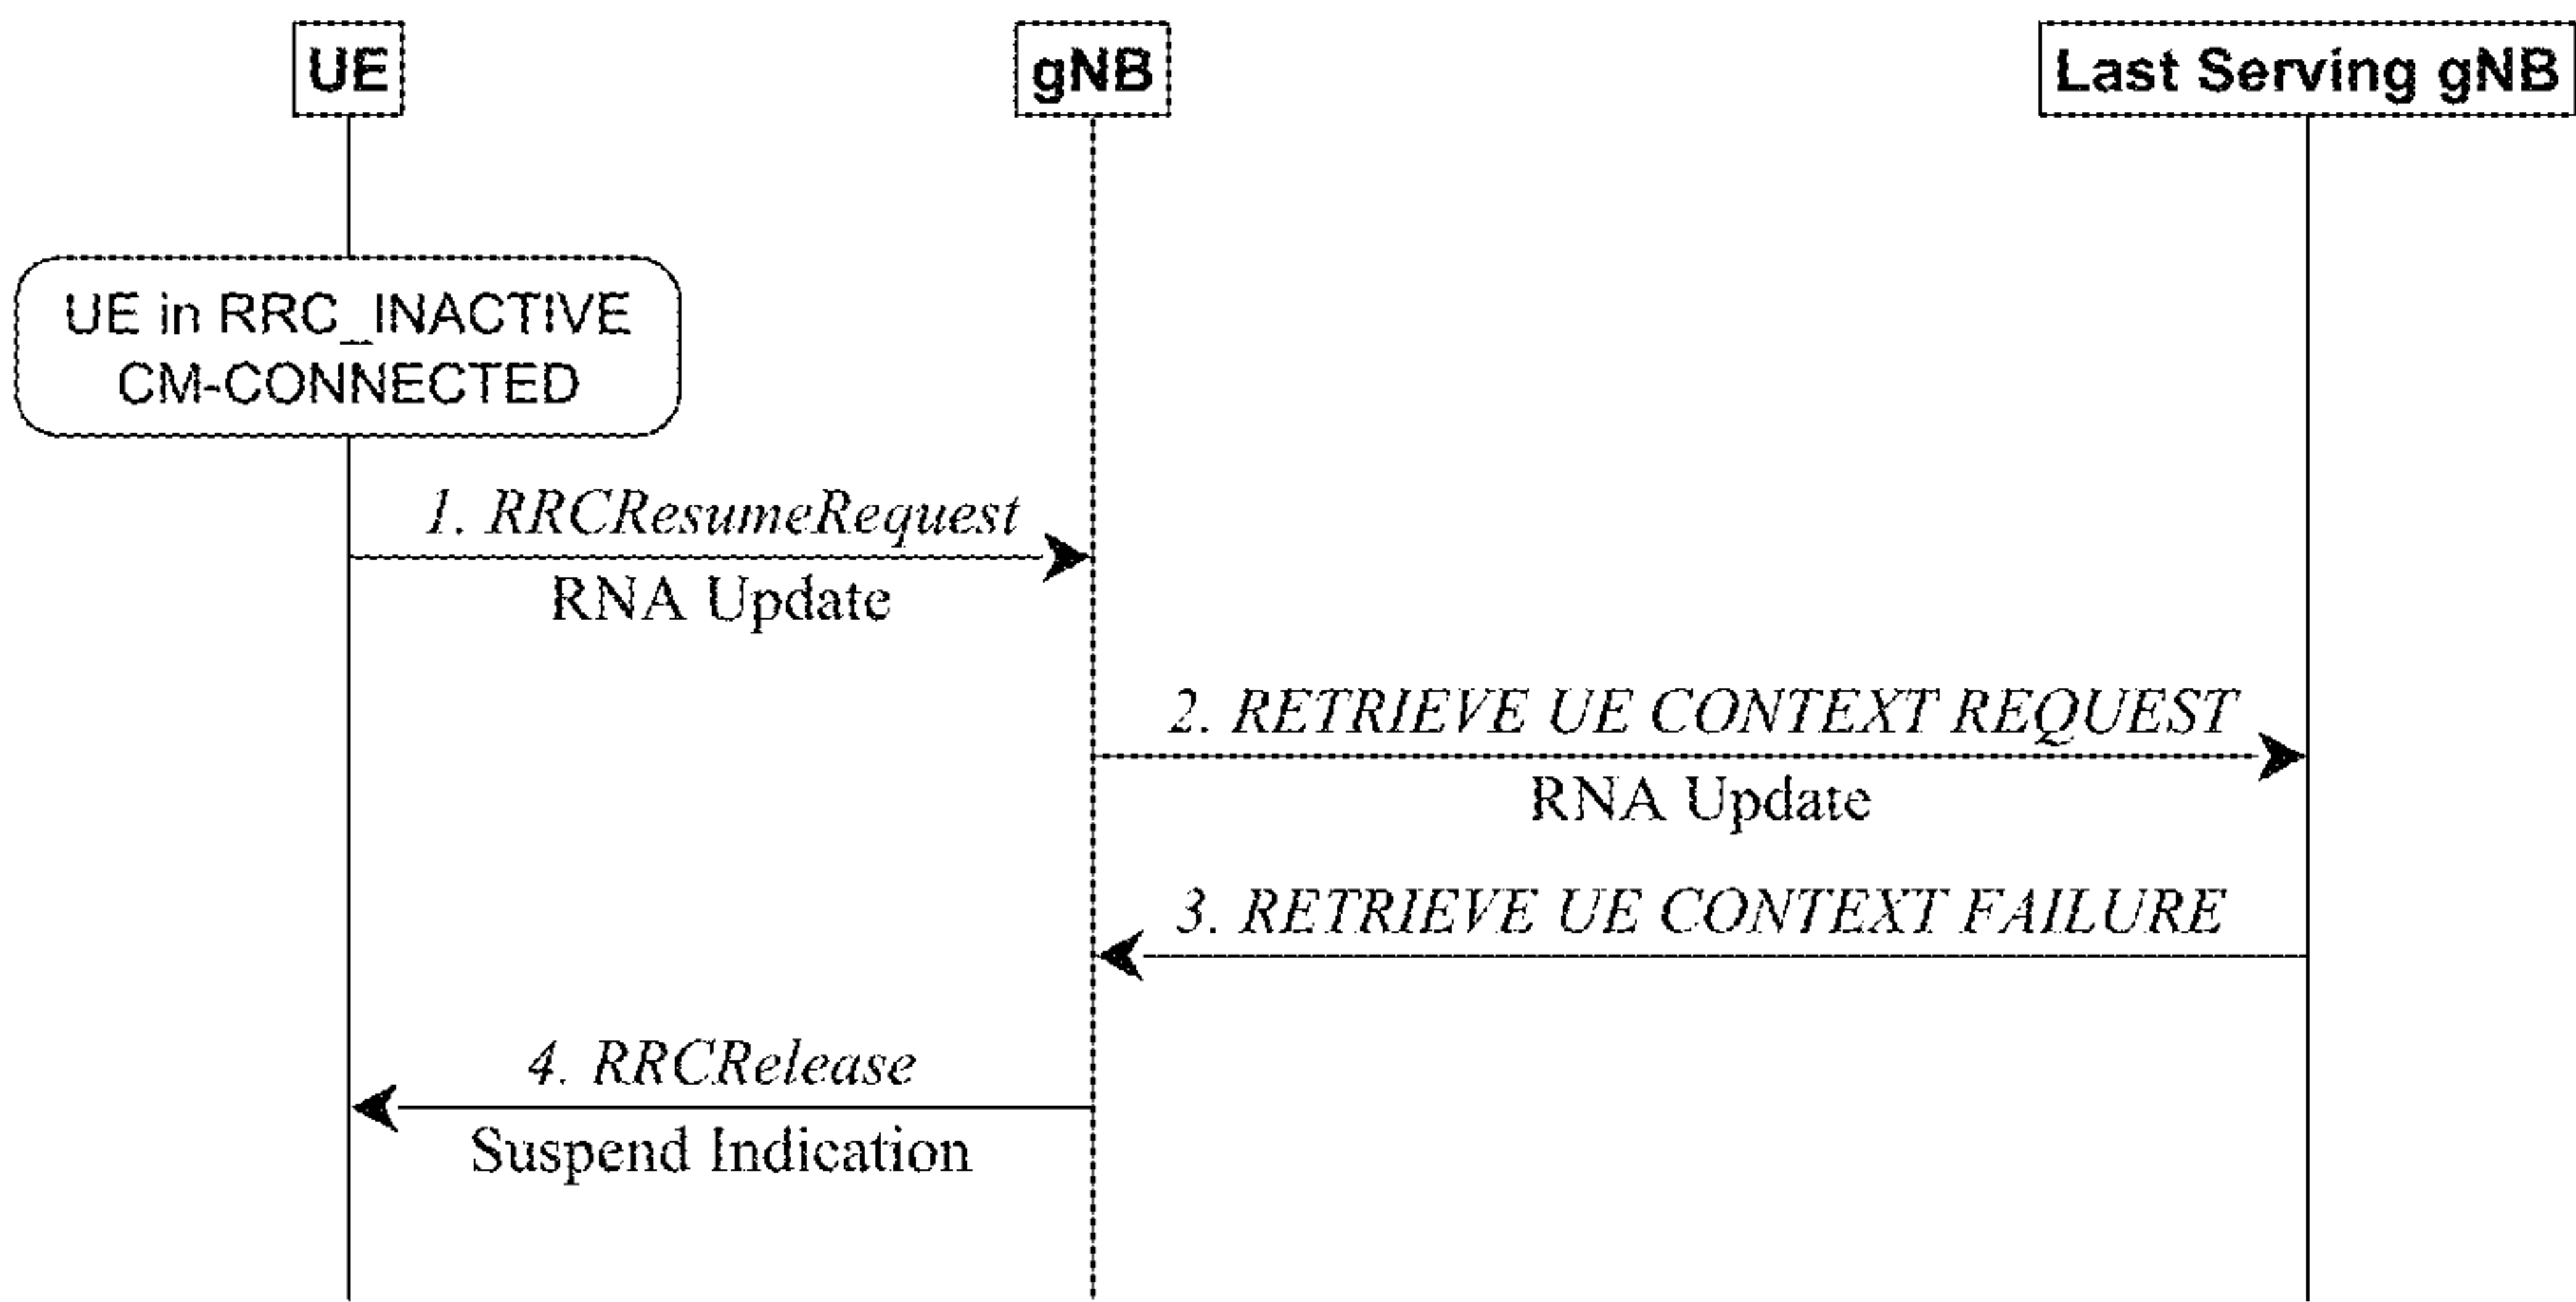 UE
gNB
Last Serving gNB
UE in RRC_INACTIVE
CM-CONNECTED
1. RRCResumeRequest
RNA Update
2. RETRIEVE UE CONTEXT REQUEST
RNA Update
3. RETRIEVE UE CONTEXT FAILURE
4. RRCRelease
Suspend Indication